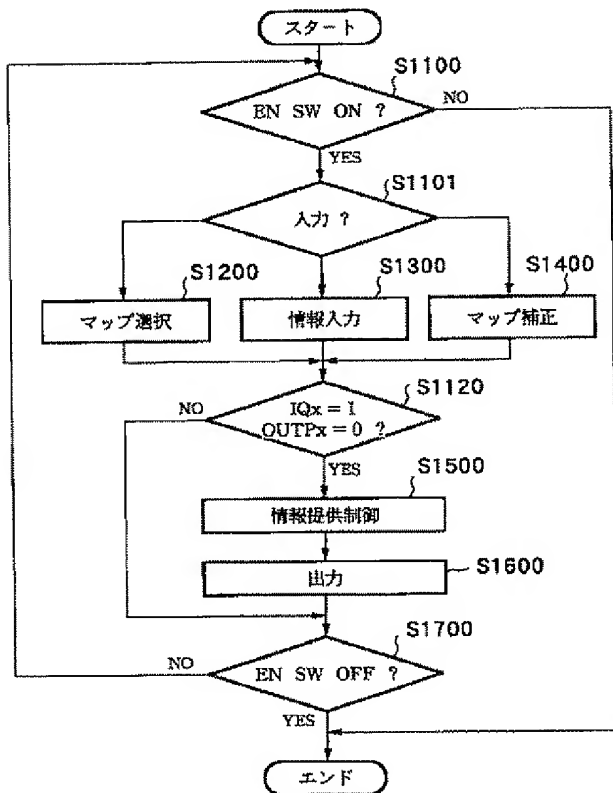 スタート
S1100
EN SW ON ?
NO
YES
S1101
入力 ?
S1200
S1300
S1400
マップ選択
情報入力
マップ補正
S1120
NO
IQx = 1
OUTPx = 0 ?
YES
S1500
情報提供制御
S1600
出力
S1700
NO
EN SW OFF ?
YES
エンド